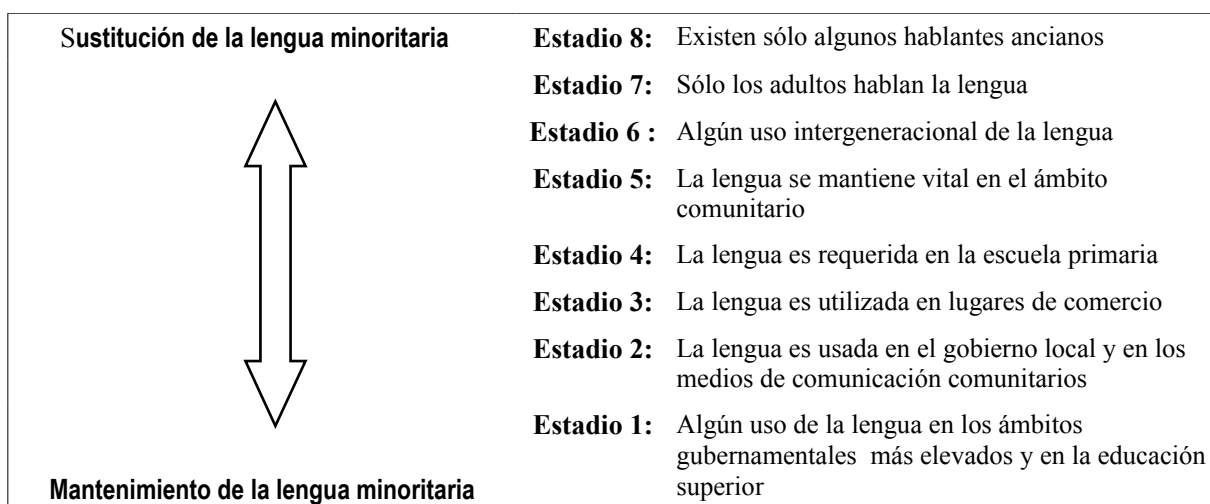 Sustitución de la lengua minoritaria
Estadio 8: Existen sólo algunos hablantes ancianos
Estadio 7: Sólo los adultos hablan la lengua
Estadio 6 : Algún uso intergeneracional de la lengua
Estadio 5: La lengua se mantiene vital en el ámbito
comunitario
Estadio 4: La lengua es requerida en la escuela primaria
Estadio 3: La lengua es utilizada en lugares de comercio
Estadio 2: La lengua es usada en el gobierno local y en los
medios de comunicación comunitarios
Estadio 1: Algún uso de la lengua en los ámbitos
gubernamentales más elevados y en la educación
superior
Mantenimiento de la lengua minoritaria